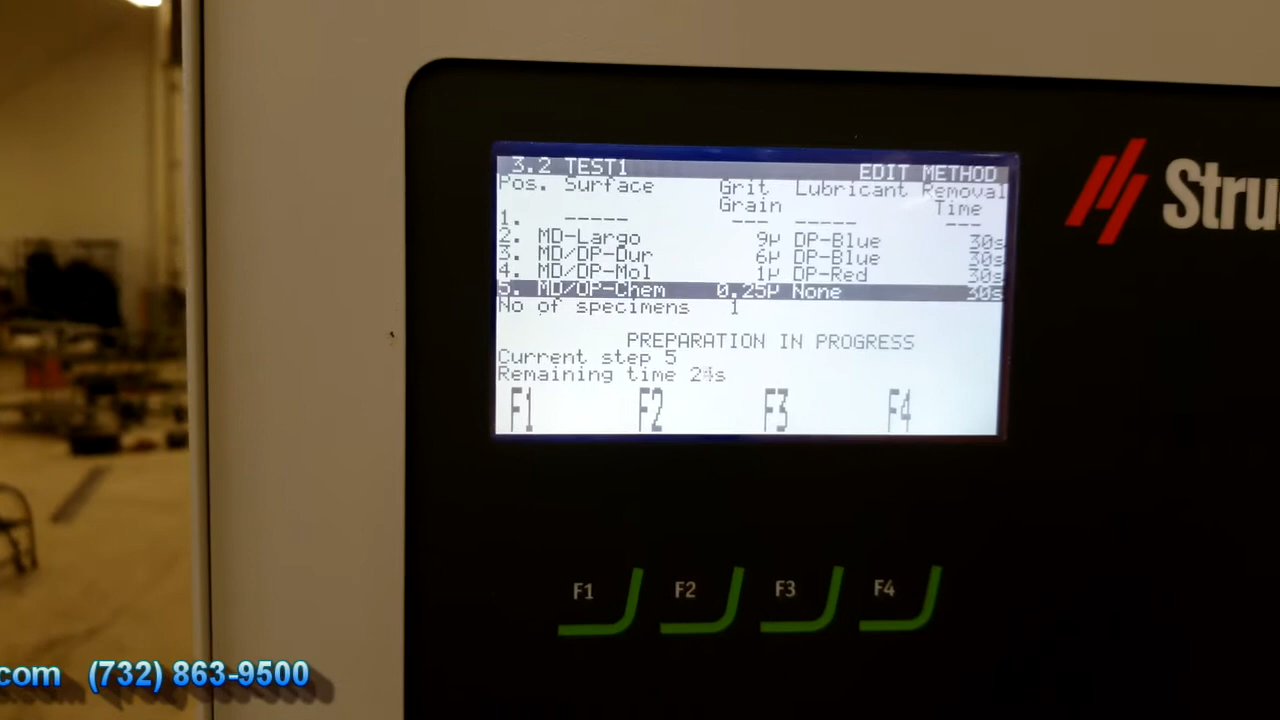 3.2 TEST1 EDIT METHOD
Pos. Surface Grit Lubricant Removal
Grain Time
1. ----- --- ----- ---
2. MD-Largo 9µ DP-Blue 30s
3. MD/DP-Dur 6µ DP-Blue 30s
4. MD/DP-Mol 1µ DP-Red 30s
5. MD/OP-Chem 0.25µ None 30s
No of specimens 1
PREPARATION IN PROGRESS
Current step 5
Remaining time
F1 F2 F3 F4
Stru
F1 F2 F3 F4
.com (732) 863-9500